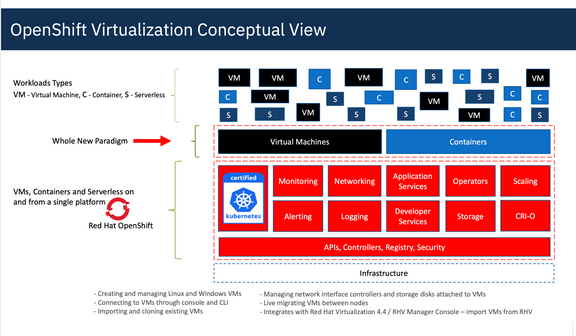 OpenShift Virtualization Conceptual View
Workloads Types
VM - Virtual Machine, C - Container, S - Serverless
VM VM C VM C S S VM
C VM S C VM S C C
S S VM S VM C S
Whole New Paradigm
Virtual Machines Containers
VMs, Containers and Serverless on
and from a single platform
Red Hat OpenShift
certified
kubernetes
Monitoring Networking Application Services Operators Scaling
Alerting Logging Developer Services Storage CRI-O
APIs, Controllers, Registry, Security
Infrastructure
- Creating and managing Linux and Windows VMs
- Connecting to VMs through console and CLI
- Importing and cloning existing VMs
- Managing network interface controllers and storage disks attached to VMs
- Live migrating VMs between nodes
- Integrates with Red Hat Virtualization 4.4 / RHV Manager Console – import VMs from RHV